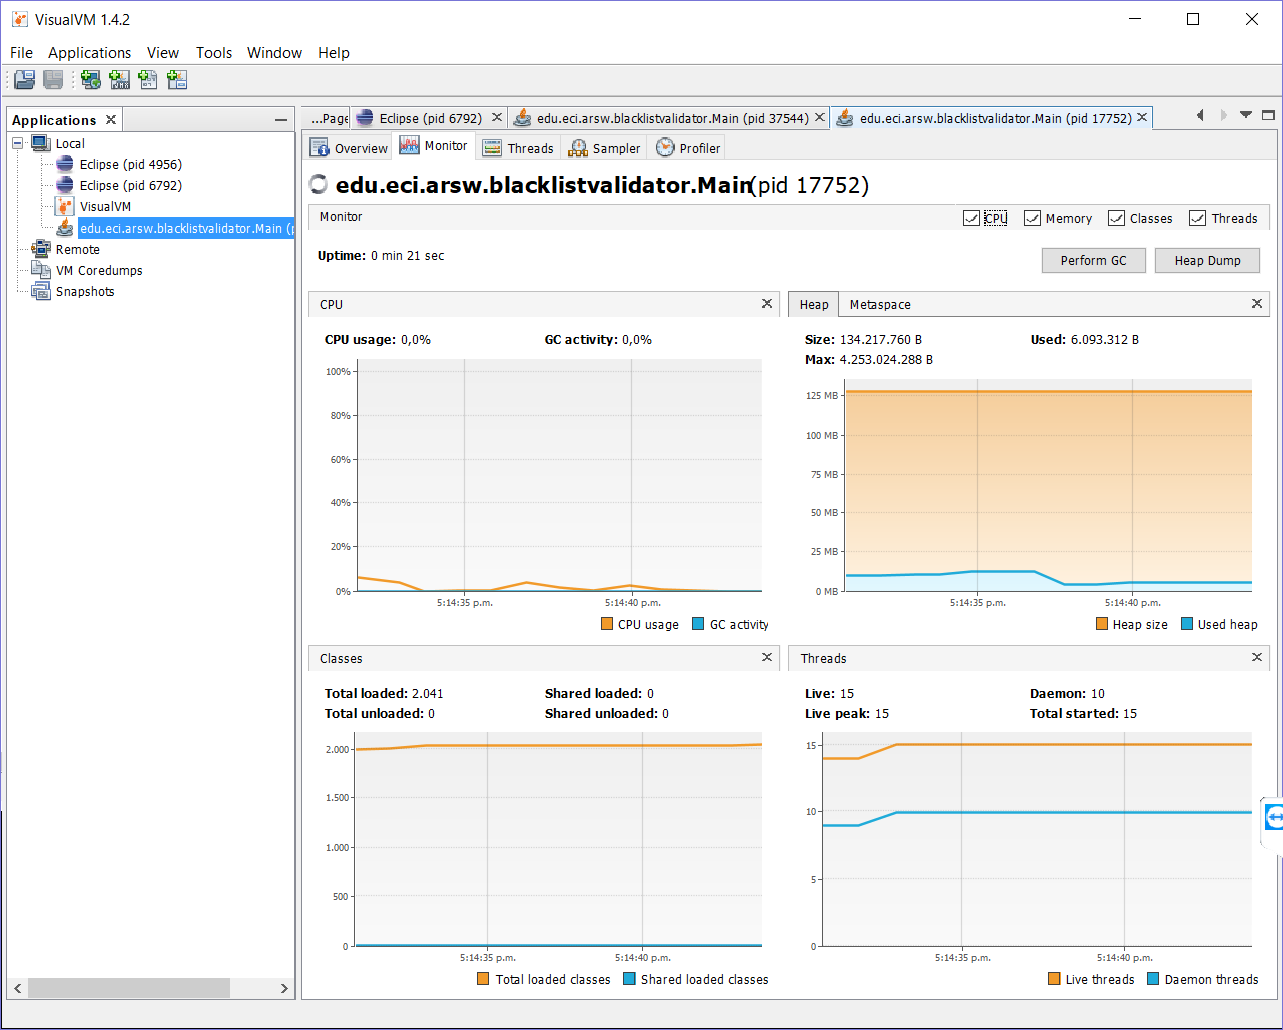 VisualVM 1.4.2
File Applications View Tools Window Help
Applications
Local
Eclipse (pid 4956)
Eclipse (pid 6792)
VisualVM
edu.eci.arsw.blacklistvalidator.Main (p
Remote
VM Coredumps
Snapshots
...Page Eclipse (pid 6792) edu.eci.arsw.blacklistvalidator.Main (pid 37544) edu.eci.arsw.blacklistvalidator.Main (pid 17752)
Overview Monitor Threads Sampler Profiler
edu.eci.arsw.blacklistvalidator.Main(pid 17752)
Monitor CPU Memory Classes Threads
Uptime: 0 min 21 sec Perform GC Heap Dump
CPU
CPU usage: 0,0% GC activity: 0,0%
100%
80%
60%
40%
20%
0%
5:14:35 p.m. 5:14:40 p.m.
CPU usage GC activity
Heap Metaspace
Size: 134.217.760 B Used: 6.093.312 B
Max: 4.253.024.288 B
125 MB
100 MB
75 MB
50 MB
25 MB
0 MB
5:14:35 p.m. 5:14:40 p.m.
Heap size Used heap
Classes
Total loaded: 2.041 Shared loaded: 0
Total unloaded: 0 Shared unloaded: 0
2.000
1.500
1.000
500
0
5:14:35 p.m. 5:14:40 p.m.
Total loaded classes Shared loaded classes
Threads
Live: 15 Daemon: 10
Live peak: 15 Total started: 15
15
10
5
0
5:14:35 p.m. 5:14:40 p.m.
Live threads Daemon threads